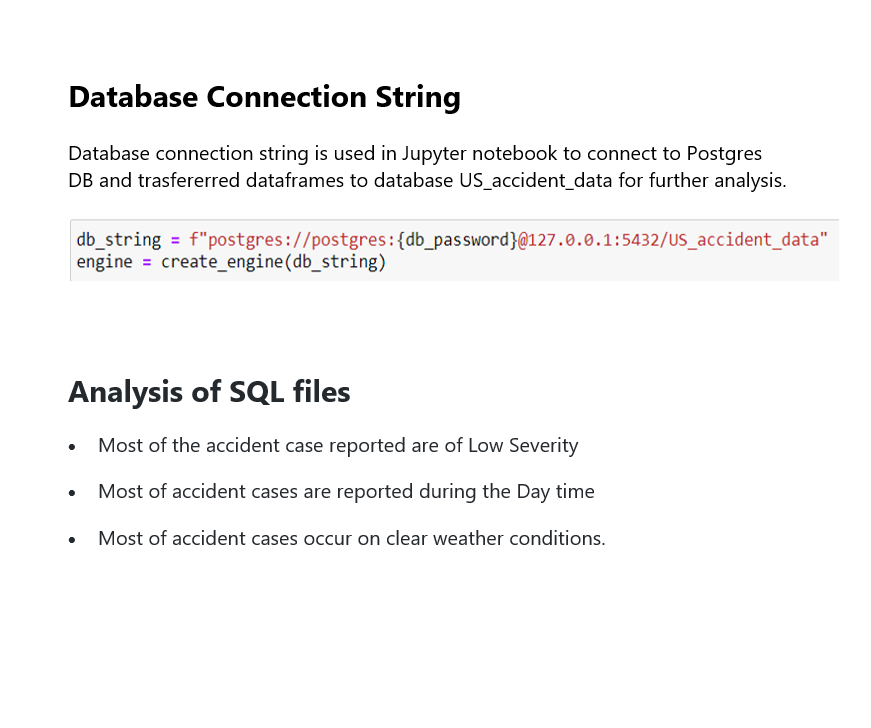 Database Connection String
Database connection string is used in Jupyter notebook to connect to Postgres
DB and trasfererred dataframes to database US_accident_data for further analysis.
db_string = f"postgres://postgres:{db_password}@127.0.0.1:5432/US_accident_data"
engine = create_engine(db_string)
Analysis of SQL files
• Most of the accident case reported are of Low Severity
• Most of accident cases are reported during the Day time
• Most of accident cases occur on clear weather conditions.